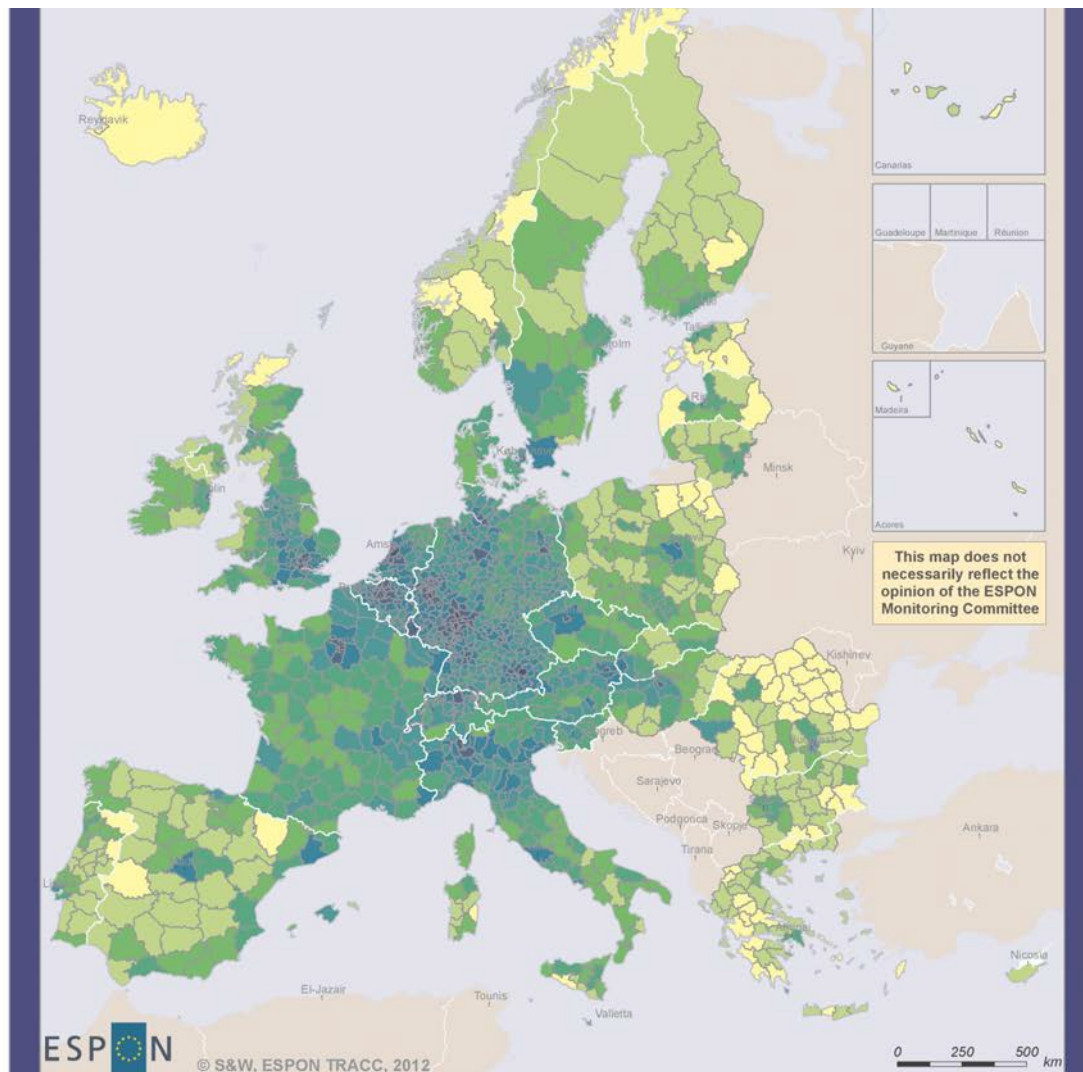 Reykjavik
Canarias
Guadeloupe
Martinique
Réunion
Guyane
Madeira
Acores
This map does not
necessarily reflect the
opinion of the ESPON
Monitoring Committee
Minsk
Kyiv
Kishinev
Beograd
Sarajevo
Podgorica
Skopje
Tirana
Ankara
Nicosia
El-Jazair
Tounis
Valletta
ESPON
© S&W, ESPON TRACC, 2012
0 250 500
km